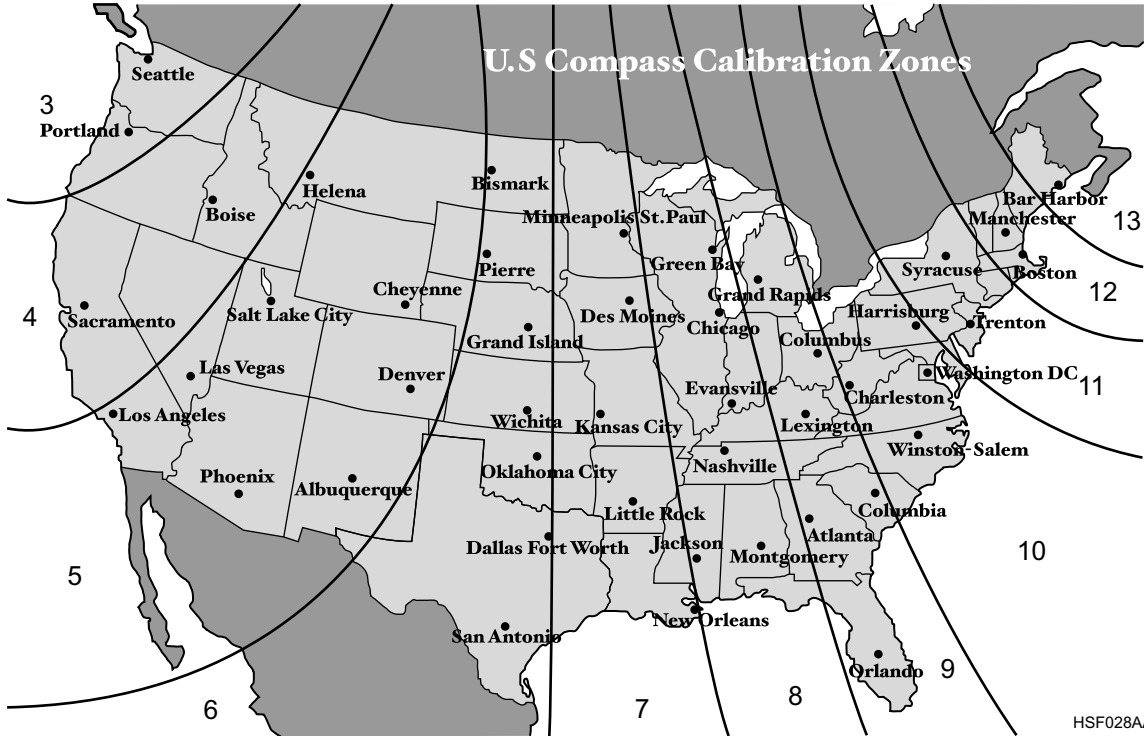 U.S Compass Calibration Zones
Seattle
3
Portland
Helena
Bismark
Boise
Minneapolis St.Paul
Bar Harbor
Manchester
13
Green Bay
Pierre
Syracuse
Boston
Cheyenne
Grand Rapids
12
4
Sacramento
Salt Lake City
Des Moines
Chicago
Harrisburg
Trenton
Grand Island
Columbus
Las Vegas
Denver
Washington DC
11
Evansville
Charleston
Los Angeles
Wichita
Kansas City
Lexington
Winston-Salem
Phoenix
Albuquerque
Oklahoma City
Nashville
Little Rock
Columbia
Atlanta
Dallas Fort Worth
Jackson
Montgomery
10
5
New Orleans
San Antonio
Orlando
9
8
7
6
HSF028A